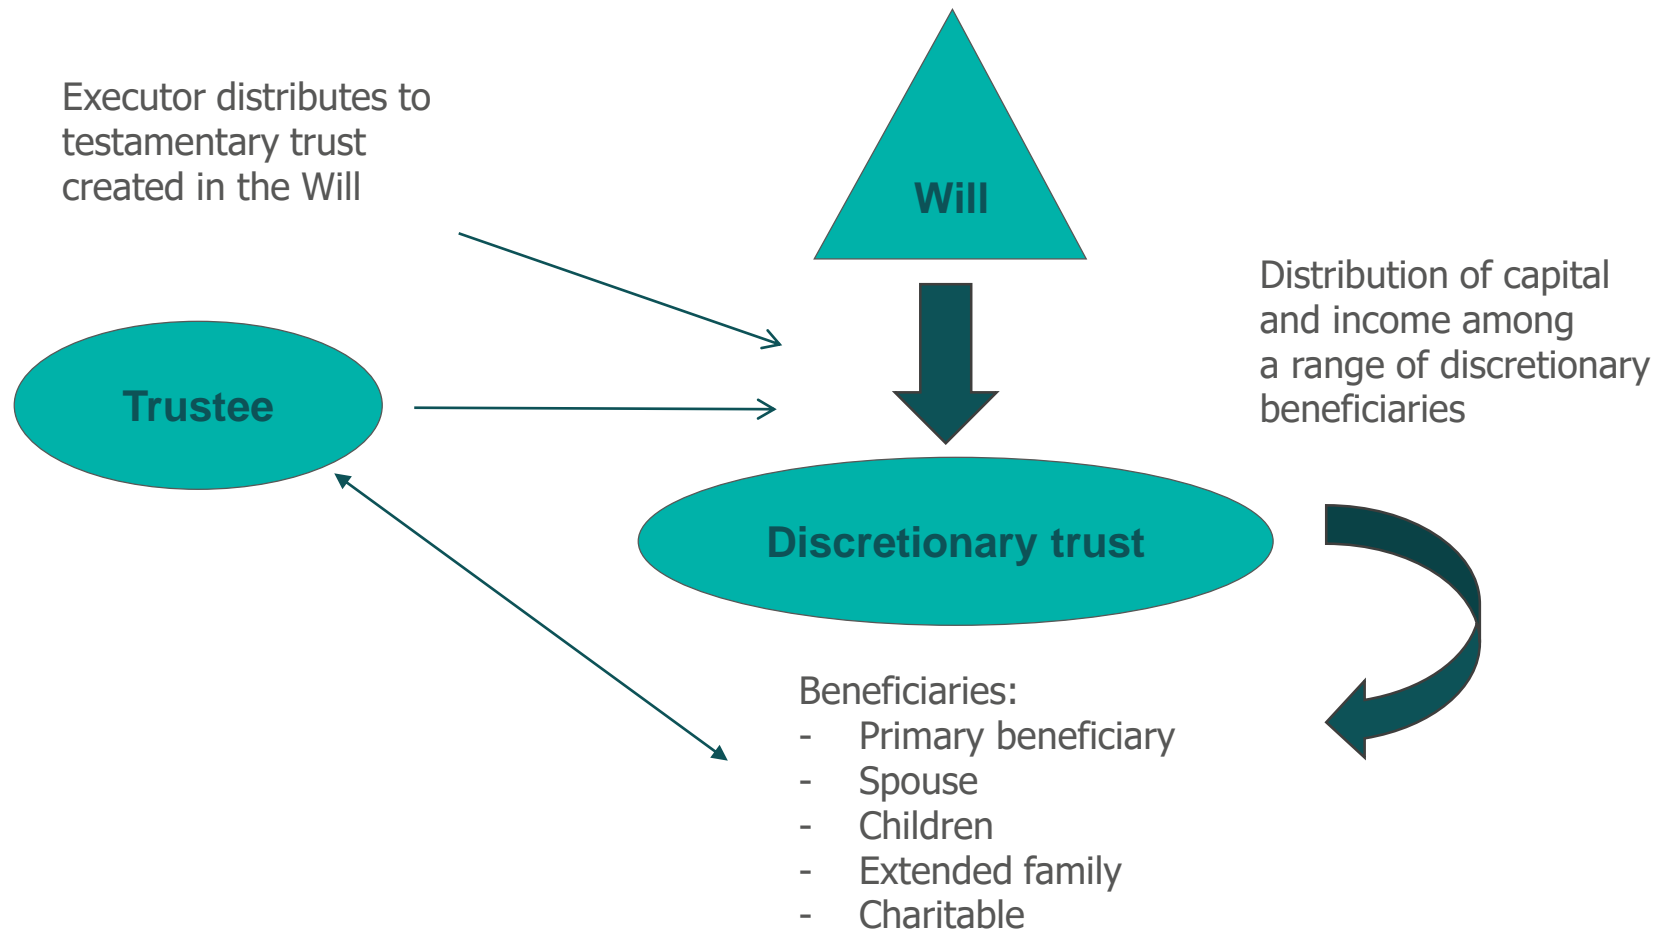 Executor distributes to
testamentary trust
created in the Will
Will
Distribution of capital
and income among
a range of discretionary
beneficiaries
Trustee
Discretionary trust
Beneficiaries:
- Primary beneficiary
- Spouse
- Children
- Extended family
- Charitable